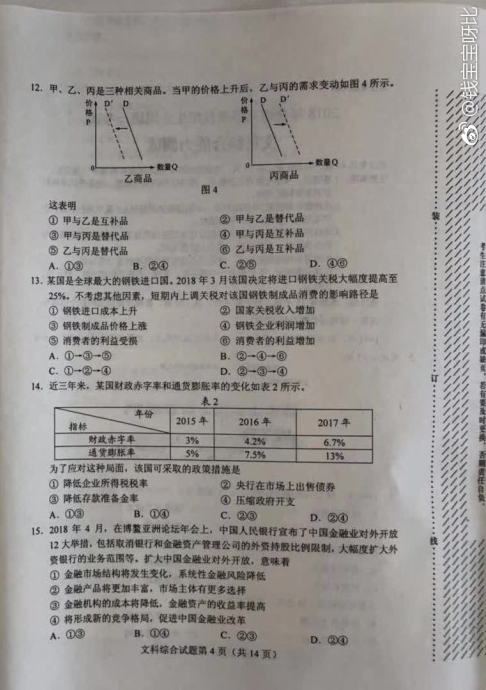 12. 甲、乙、丙是三种相关商品。当甲的价格上升后，乙与丙的需求变动如图 4 所示。
价格P D' D
0 数量Q
乙商品
价格P D D'
0 数量Q
丙商品
图 4
这表明
① 甲与乙是互补品 ② 甲与乙是替代品
③ 甲与丙是替代品 ④ 甲与丙是互补品
⑤ 乙与丙是替代品 ⑥ 乙与丙是互补品
A. ①③ B. ②④ C. ②⑤ D. ④⑥
13. 某国是全球最大的钢铁进口国。2018 年 3 月该国决定将进口钢铁关税大幅度提高至
25%。不考虑其他因素，短期内上调关税对该国钢铁制成品消费的影响路径是
① 钢铁进口成本上升 ② 国家关税收入增加
③ 钢铁制成品价格上涨 ④ 钢铁企业利润增加
⑤ 消费者的利益受损 ⑥ 消费者的利益增加
A. ①→③→⑤ B. ②→④→⑥
C. ①→②→④ D. ②→③→④
14. 近三年来，某国财政赤字率和通货膨胀率的变化如表 2 所示。
表 2
年份 指标 2015 年 2016 年 2017 年
财政赤字率 3% 4.2% 6.7%
通货膨胀率 5% 7.5% 13%
为了应对这种局面，该国可采取的政策措施是
① 降低企业所得税税率 ② 央行在市场上出售债券
③ 降低存款准备金率 ④ 压缩政府开支
A. ①③ B. ①④ C. ②③ D. ②④
15. 2018 年 4 月，在博鳌亚洲论坛年会上，中国人民银行宣布了中国金融业对外开放
12 大举措，包括取消银行和金融资产管理公司的外资持股比例限制，大幅度扩大外
资银行的业务范围等。扩大中国金融业对外开放，意味着
① 金融市场结构将发生变化，系统性金融风险降低
② 金融产品将更加丰富，市场主体有更多选择
③ 金融机构的成本将降低，金融资产的收益率提高
④ 将形成新的竞争格局，促进中国金融业改革
A. ①③ B. ①④ C. ②③ D. ②④
文科综合试题第 4 页（共 14 页）
装
订
线
@钱宝宝呀比